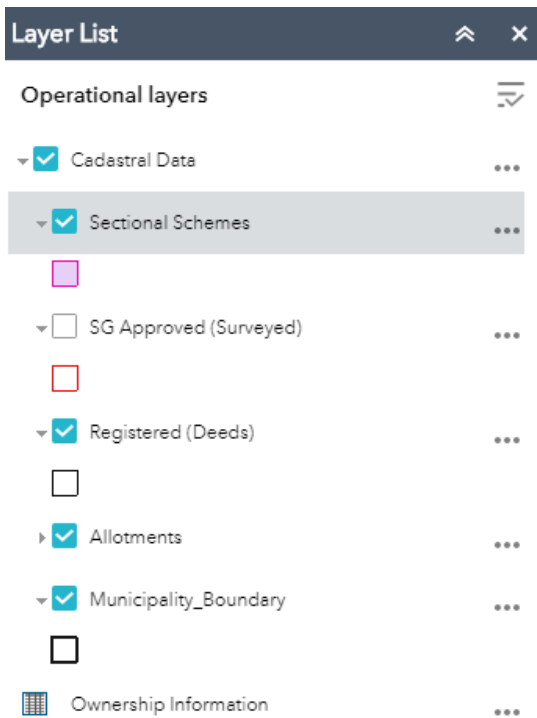 Layer List
Operational layers
Cadastral Data
Sectional Schemes
SG Approved (Surveyed)
Registered (Deeds)
Allotments
Municipality_Boundary
Ownership Information